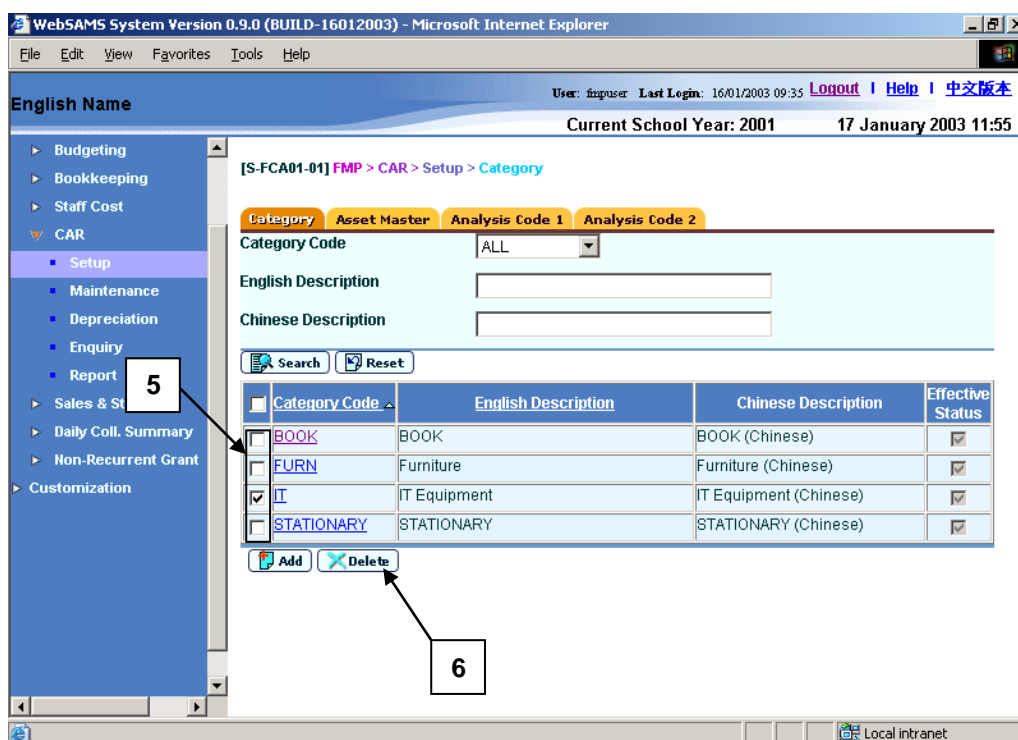 WebSAMS System Version 0.9.0 (BUILD-16012003) - Microsoft Internet Explorer
File Edit View Favorites Tools Help
English Name
User: fmpuser Last Login: 16/01/2003 09:35 Logout | Help | 中文版本
Current School Year: 2001 17 January 2003 11:55
Budgeting
Bookkeeping
Staff Cost
CAR
Setup
Maintenance
Depreciation
Enquiry
Report
Sales & St
Daily Coll. Summary
Non-Recurrent Grant
Customization
[S-FCA01-01] FMP > CAR > Setup > Category
Category Asset Master Analysis Code 1 Analysis Code 2
Category Code ALL
English Description
Chinese Description
Search Reset
Category Code English Description Chinese Description Effective Status
BOOK BOOK BOOK (Chinese)
FURN Furniture Furniture (Chinese)
IT IT Equipment IT Equipment (Chinese)
STATIONARY STATIONARY STATIONARY (Chinese)
Add Delete
5
6
Local intranet